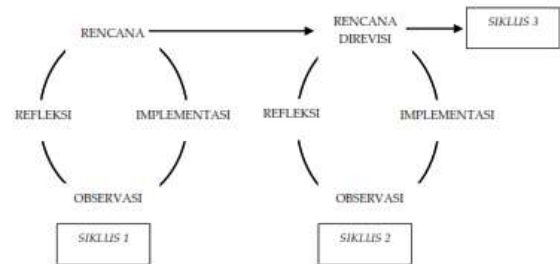 RENCANA
RENCANA
DIREVISI
SIKLUS 3
REFLEKSI
IMPLEMENTASI
REFLEKSI
IMPLEMENTASI
OBSERVASI
OBSERVASI
SIKLUS 1
SIKLUS 2